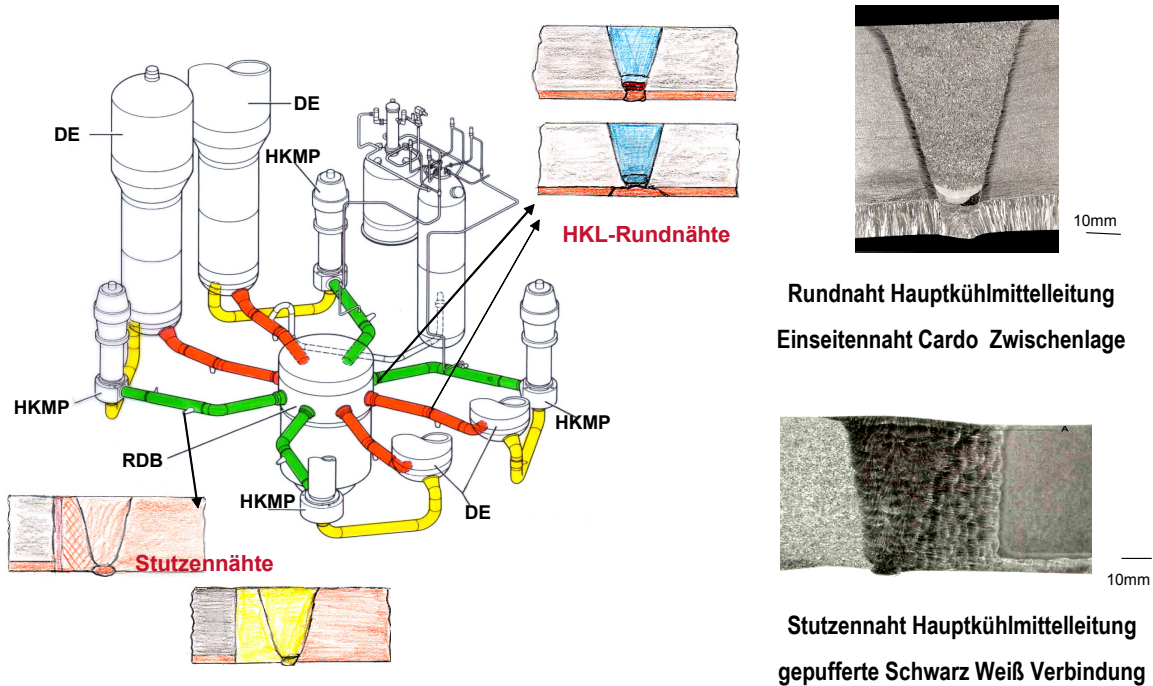 DE
DE
HKMP
HKL-Rundnähte
10mm
Rundnaht Hauptkühlmittelleitung
Einseitennaht Cardo Zwischenlage
HKMP
HKMP
RDB
HKMP
DE
DE
Stutzennähte
A
10mm
Stutzennaht Hauptkühlmittelleitung
gepufferte Schwarz Weiß Verbindung